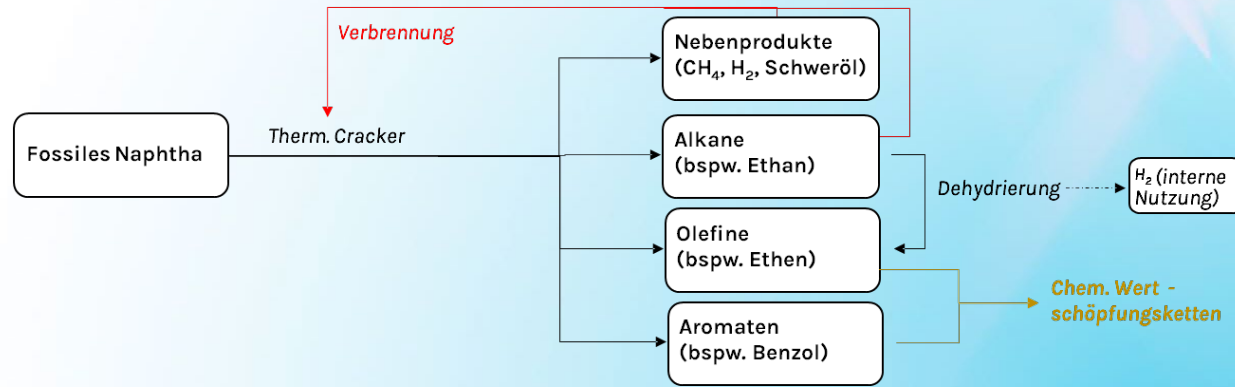 Verbrennung
Nebenprodukte
(CH₄, H₂, Schweröl)
Fossiles Naphtha
Therm. Cracker
Alkane
(bspw. Ethan)
Dehydrierung
H₂ (interne
Nutzung)
Olefine
(bspw. Ethen)
Chem. Wert -
schöpfungsketten
Aromaten
(bspw. Benzol)